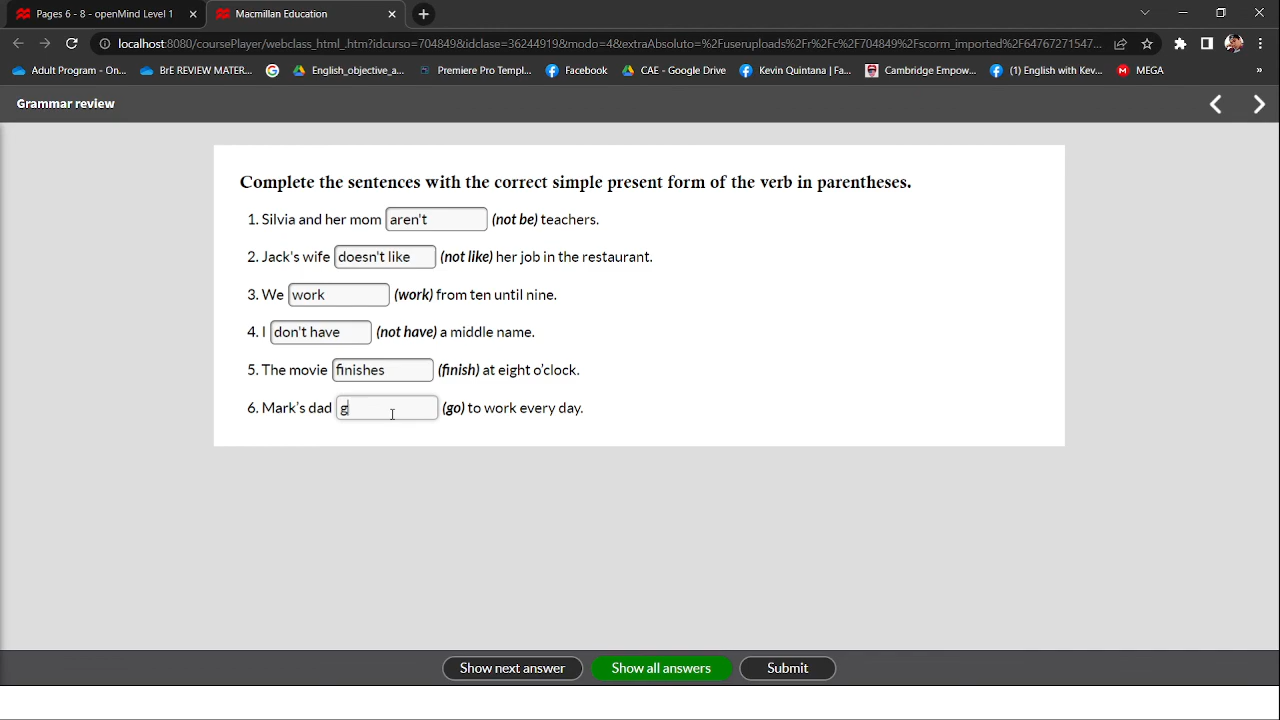 Pages 6 - 8 - openMind Level 1
Macmillan Education
localhost:8080/coursePlayer/webclass_html_.htm?idcurso=704849&idclase=36244919&modo=4&extraAbsoluto=%2Fuseruploads%2Fr%2Fc%2F704849%2Fscorm_imported%2F64767271547...
Adult Program - On...
BrE REVIEW MATER...
English_objective_a...
Premiere Pro Templ...
Facebook
CAE - Google Drive
Kevin Quintana | Fa...
Cambridge Empow...
(1) English with Kev...
MEGA
»
Grammar review
Complete the sentences with the correct simple present form of the verb in parentheses.
1. Silvia and her mom aren't (not be) teachers.
2. Jack's wife doesn't like (not like) her job in the restaurant.
3. We work (work) from ten until nine.
4. I don't have (not have) a middle name.
5. The movie finishes (finish) at eight o'clock.
6. Mark's dad g (go) to work every day.
Show next answer
Show all answers
Submit